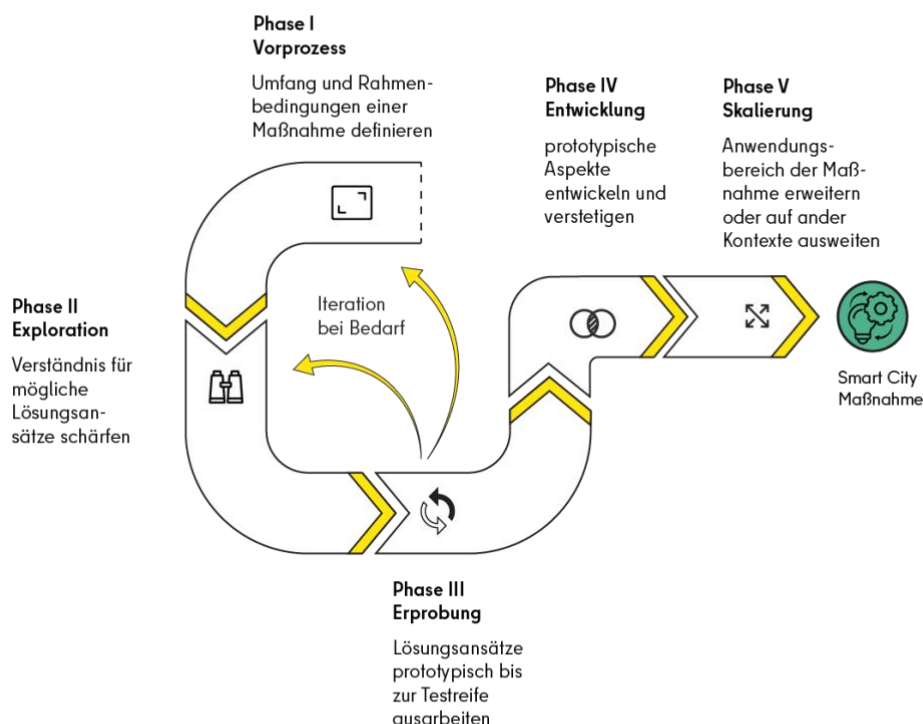 Phase I
Vorprozess
Umfang und Rahmen-
bedingungen einer
Maßnahme definieren
Phase II
Exploration
Verständnis für
mögliche
Lösungsan-
sätze schärfen
Iteration
bei Bedarf
Phase III
Erprobung
Lösungsansätze
prototypisch bis
zur Testreife
ausarbeiten
Phase IV
Entwicklung
prototypische
Aspekte
entwickeln und
verstetigen
Phase V
Skalierung
Anwendungs-
bereich der Maß-
nahme erweitern
oder auf ander
Kontexte ausweiten
Smart City
Maßnahme